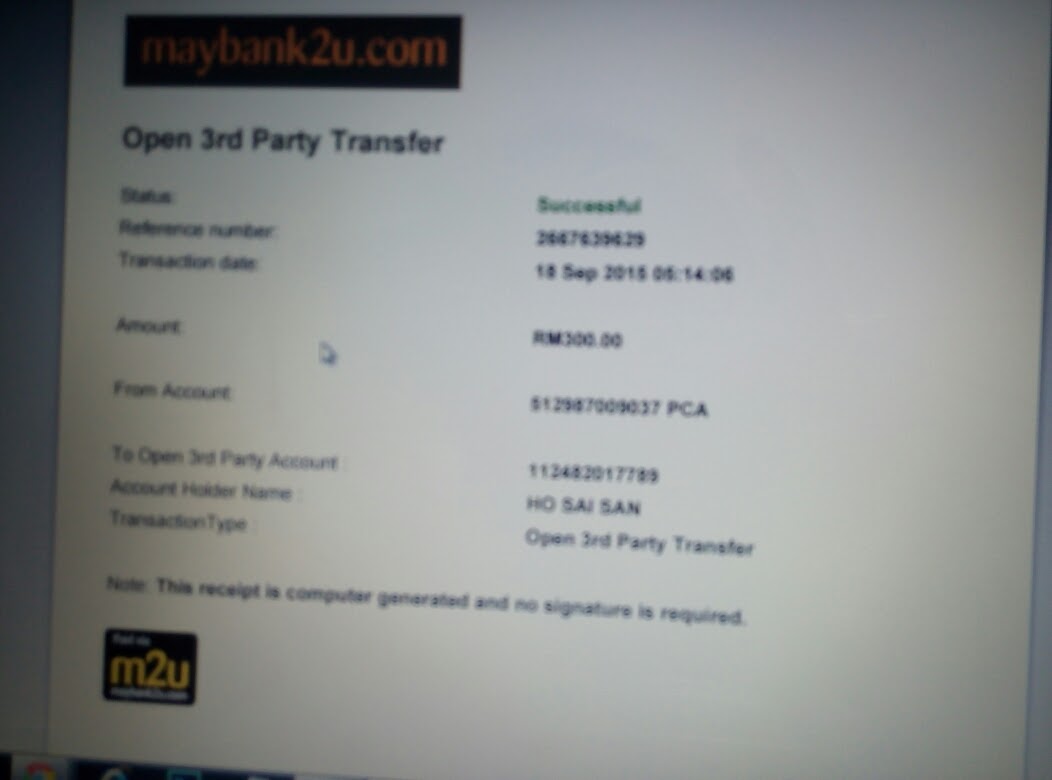 maybank2u.com
Open 3rd Party Transfer
Status: Successful
Reference number: 2667639629
Transaction date: 18 Sep 2015 05:14:06
Amount: RM300.00
From Account: 512987009037 PCA
To Open 3rd Party Account : 112482017789
Account Holder Name : HO SAI SAN
TransactionType : Open 3rd Party Transfer
Note: This receipt is computer generated and no signature is required.
m2u
maybank2u.com